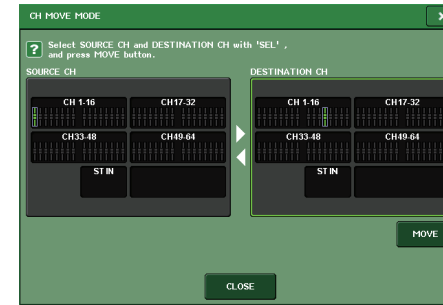 CH MOVE MODE
Select SOURCE CH and DESTINATION CH with 'SEL' ,
and press MOVE button.
SOURCE CH
DESTINATION CH
CH 1-16
CH17-32
CH33-48
CH49-64
ST IN
CH 1-16
CH17-32
CH33-48
CH49-64
ST IN
MOVE
CLOSE